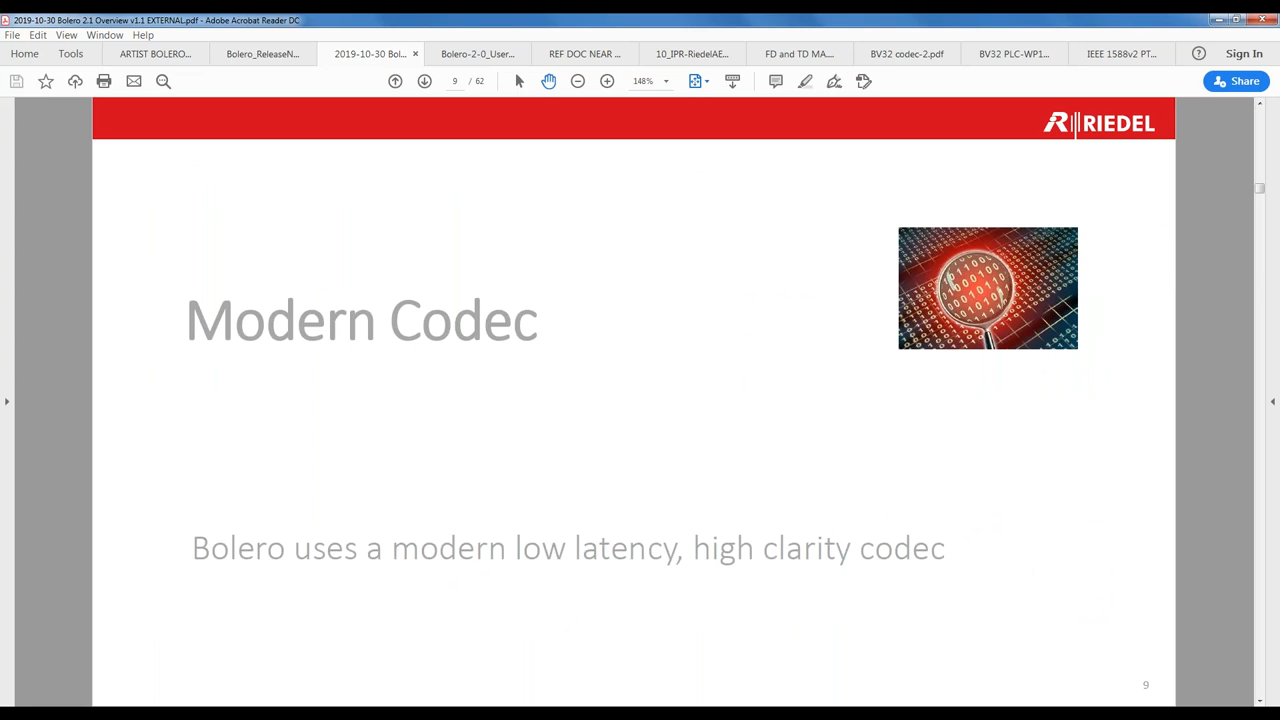 2019-10-30 Bolero 2.1 Overview v1.1 EXTERNAL.pdf - Adobe Acrobat Reader DC
File Edit View Window Help
Home Tools ARTIST BOLERO... Bolero_ReleaseN... 2019-10-30 Bol... × Bolero-2-0_User... REF DOC NEAR ... 10_IPR-RiedelAE... FD and TD MA... BV32 codec-2.pdf BV32 PLC-WP1... IEEE 1588v2 PT... Sign In
9 / 62 148% Share
RIEDEL
Modern Codec
Bolero uses a modern low latency, high clarity codec
9